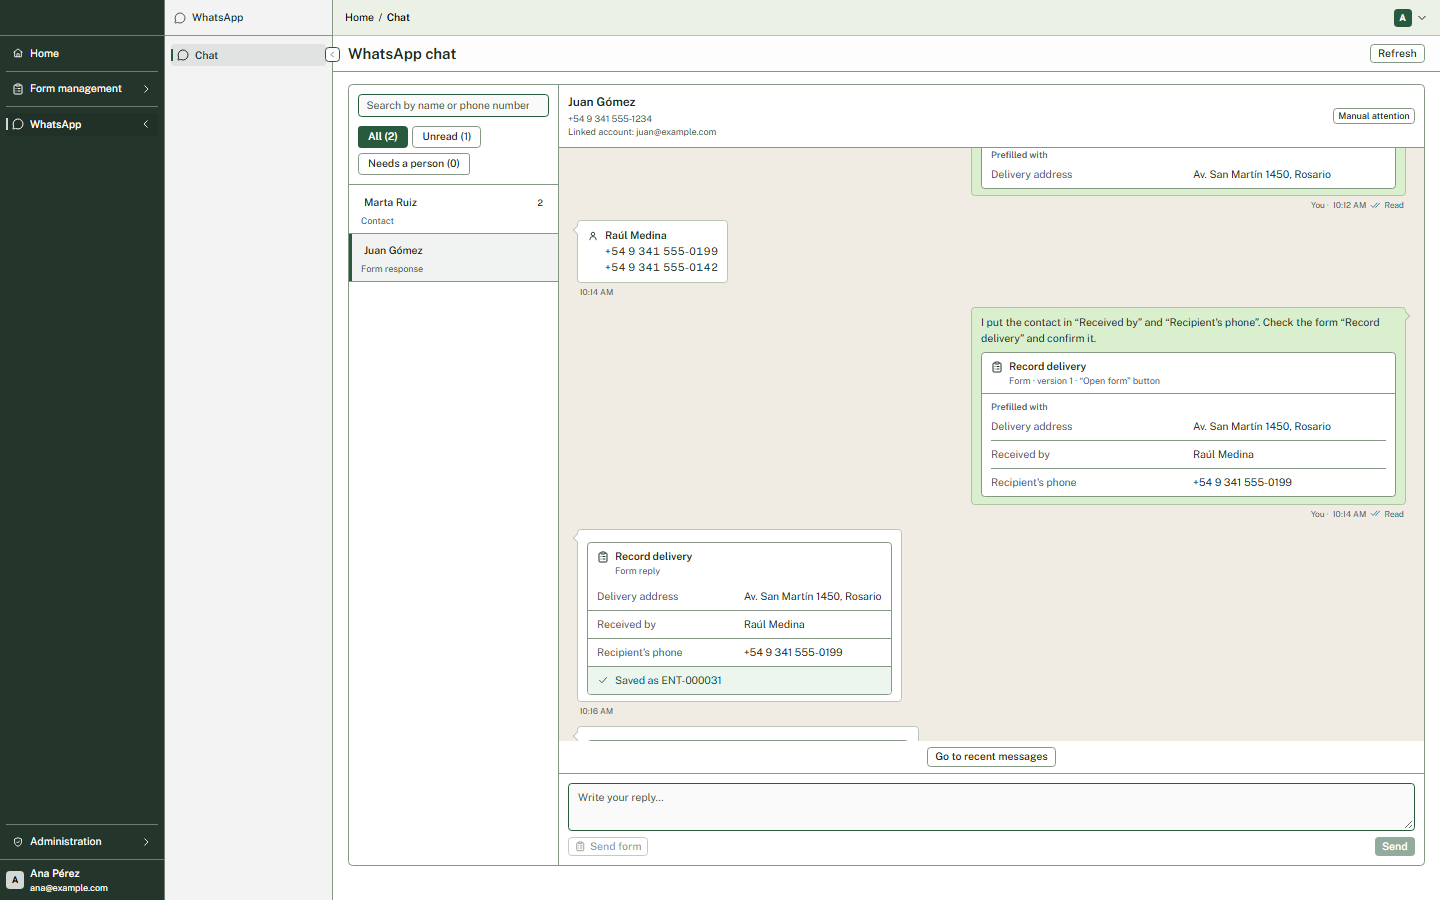 WhatsApp
Home / Chat
A
Home
Form management
WhatsApp
Chat
WhatsApp chat
Refresh
Search by name or phone number
All (2)
Unread (1)
Needs a person (0)
Marta Ruiz
2
Contact
Juan Gómez
Form response
Juan Gómez
+54 9 341 555-1234
Linked account: juan@example.com
Manual attention
Prefilled with
Delivery address
Av. San Martín 1450, Rosario
You · 10:12 AM Read
Raúl Medina
+54 9 341 555-0199
+54 9 341 555-0142
10:14 AM
I put the contact in “Received by” and “Recipient's phone”. Check the form “Record
delivery” and confirm it.
Record delivery
Form · version 1 · “Open form” button
Prefilled with
Delivery address
Av. San Martín 1450, Rosario
Received by
Raúl Medina
Recipient's phone
+54 9 341 555-0199
You · 10:14 AM Read
Record delivery
Form reply
Delivery address
Av. San Martín 1450, Rosario
Received by
Raúl Medina
Recipient's phone
+54 9 341 555-0199
Saved as ENT-000031
10:16 AM
Go to recent messages
Write your reply...
Send form
Send
Administration
A
Ana Pérez
ana@example.com